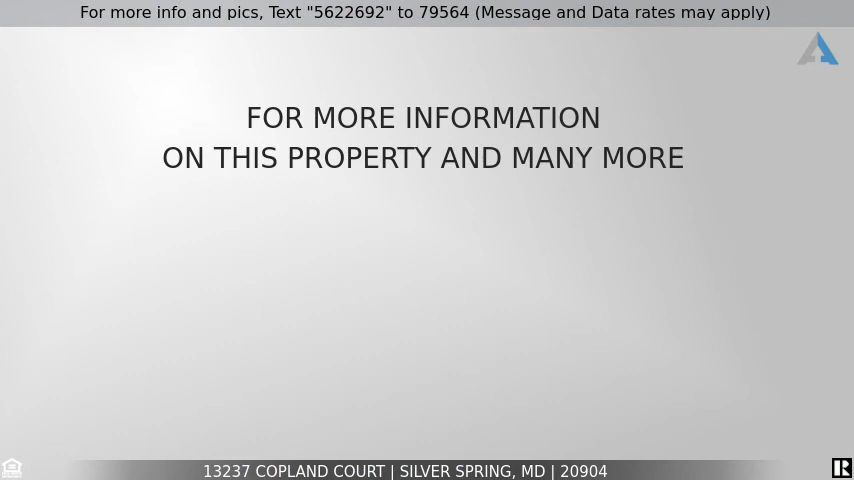 For more info and pics, Text "5622692" to 79564 (Message and Data rates may apply)
FOR MORE INFORMATION
ON THIS PROPERTY AND MANY MORE
13237 COPLAND COURT | SILVER SPRING, MD | 20904